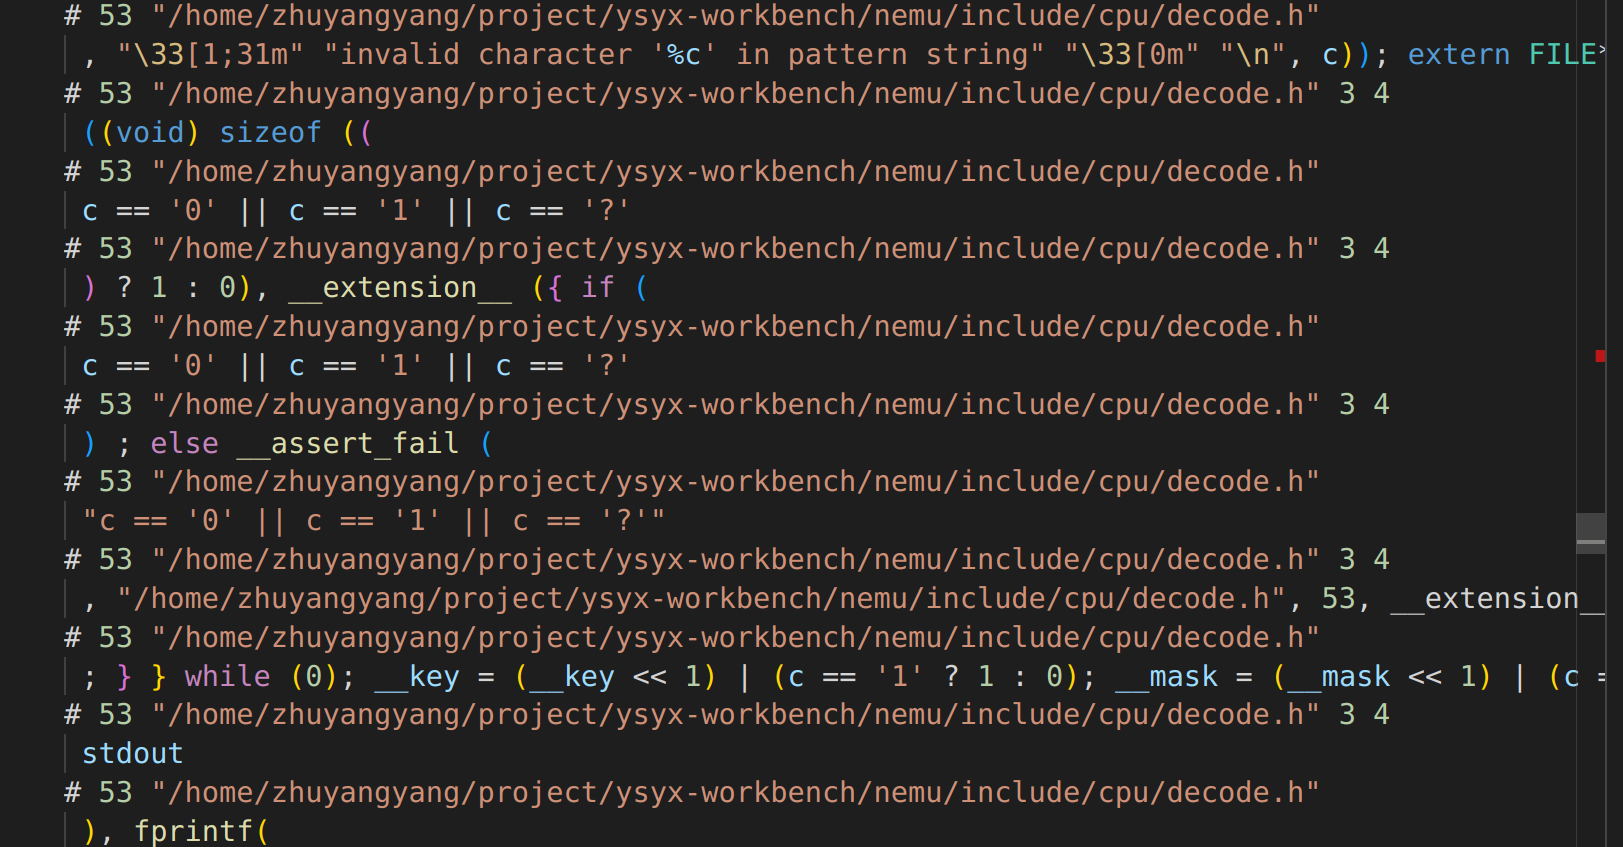 # 53 "/home/zhuyangyang/project/ysyx-workbench/nemu/include/cpu/decode.h"
, "\33[1;31m" "invalid character '%c' in pattern string" "\33[0m" "\n", c)); extern FILE*
# 53 "/home/zhuyangyang/project/ysyx-workbench/nemu/include/cpu/decode.h" 3 4
((void) sizeof ((
# 53 "/home/zhuyangyang/project/ysyx-workbench/nemu/include/cpu/decode.h"
c == '0' || c == '1' || c == '?'
# 53 "/home/zhuyangyang/project/ysyx-workbench/nemu/include/cpu/decode.h" 3 4
) ? 1 : 0), __extension__ ({ if (
# 53 "/home/zhuyangyang/project/ysyx-workbench/nemu/include/cpu/decode.h"
c == '0' || c == '1' || c == '?'
# 53 "/home/zhuyangyang/project/ysyx-workbench/nemu/include/cpu/decode.h" 3 4
) ; else __assert_fail (
# 53 "/home/zhuyangyang/project/ysyx-workbench/nemu/include/cpu/decode.h"
"c == '0' || c == '1' || c == '?'"
# 53 "/home/zhuyangyang/project/ysyx-workbench/nemu/include/cpu/decode.h" 3 4
, "/home/zhuyangyang/project/ysyx-workbench/nemu/include/cpu/decode.h", 53, __extension__
# 53 "/home/zhuyangyang/project/ysyx-workbench/nemu/include/cpu/decode.h"
; } } while (0); __key = (__key << 1) | (c == '1' ? 1 : 0); __mask = (__mask << 1) | (c =
# 53 "/home/zhuyangyang/project/ysyx-workbench/nemu/include/cpu/decode.h" 3 4
stdout
# 53 "/home/zhuyangyang/project/ysyx-workbench/nemu/include/cpu/decode.h"
), fprintf(